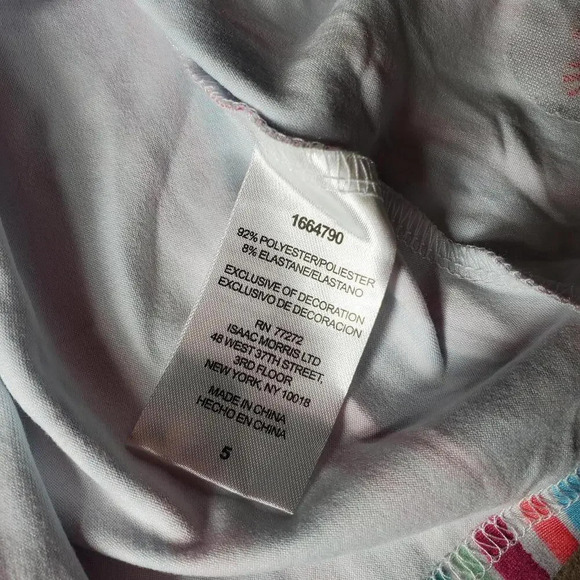 1664790
92% POLYESTER/POLIESTER
8% ELASTANE/ELASTANO
EXCLUSIVE OF DECORATION
EXCLUSIVO DE DECORACION
RN 77272
ISAAC MORRIS LTD
48 WEST 37TH STREET,
3RD FLOOR
NEW YORK, NY 10018
MADE IN CHINA
HECHO EN CHINA
5